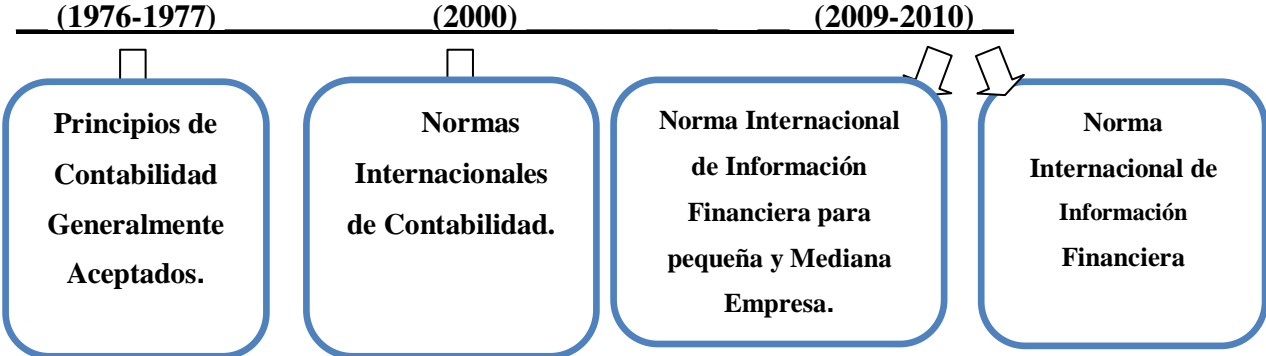 (1976-1977) (2000) (2009-2010)
Principios de
Contabilidad
Generalmente
Aceptados.
Normas
Internacionales
de Contabilidad.
Norma Internacional
de Información
Financiera para
pequeña y Mediana
Empresa.
Norma
Internacional de
Información
Financiera